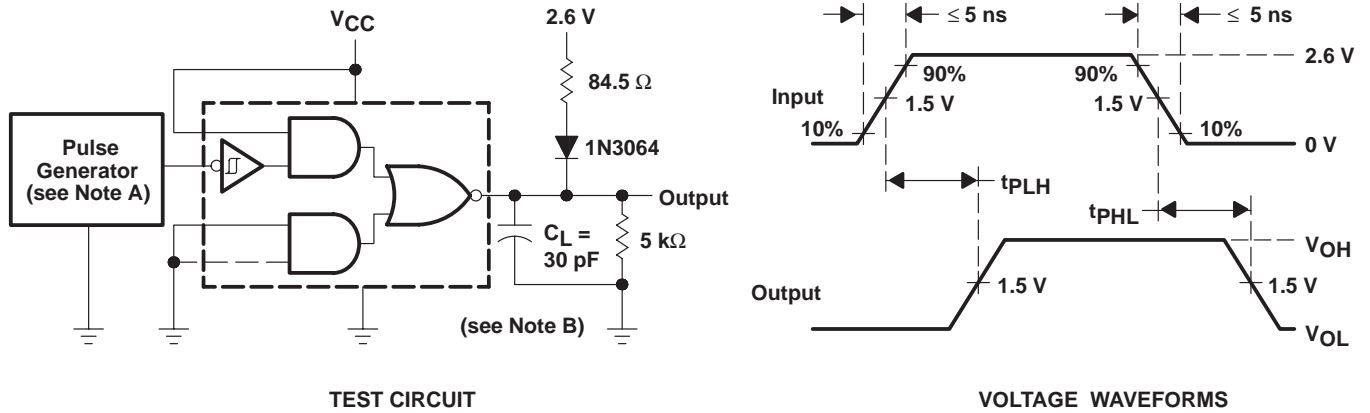 VCC
2.6 V
84.5 Ω
1N3064
Pulse
Generator
(see Note A)
Output
CL =
30 pF
5 kΩ
(see Note B)
TEST CIRCUIT
≤ 5 ns
≤ 5 ns
2.6 V
90%
90%
Input
1.5 V
1.5 V
10%
10%
0 V
tPLH
tPHL
VOH
Output
1.5 V
1.5 V
VOL
VOLTAGE WAVEFORMS